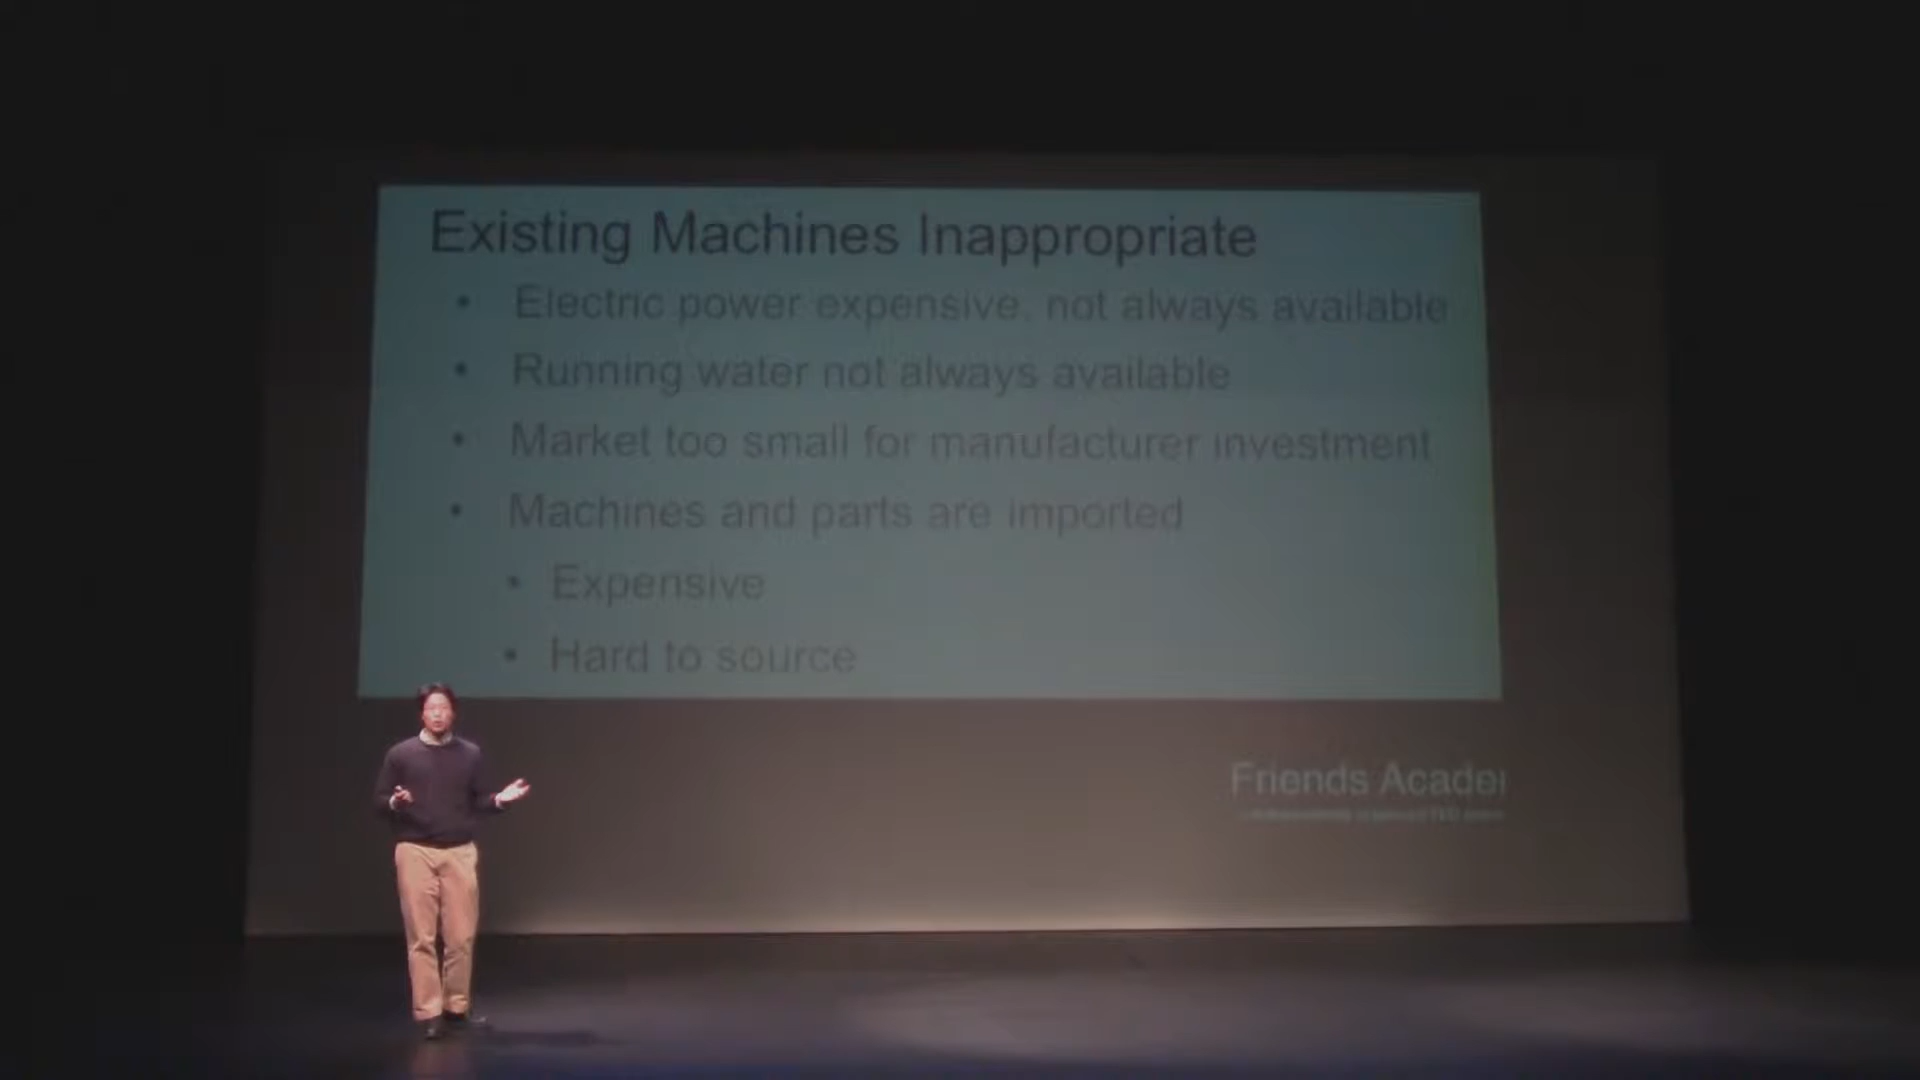 Existing Machines Inappropriate
• Electric power expensive, not always available
• Running water not always available
• Market too small for manufacturer investment
• Machines and parts are imported
• Expensive
• Hard to source
Friends Acade